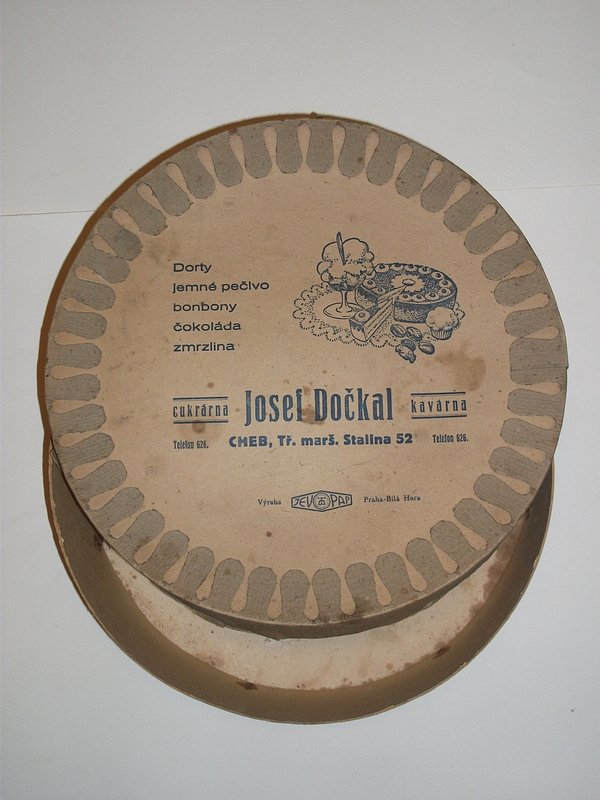 Dorty
jemné pečivo
bonbony
čokoláda
zmrzlina
cukrárna Josef Dočkal kavárna
Telefon 626. CHEB, Tř. marš. Stalina 52 Telefon 626.
Výroba JEVOPAP Praha-Bílá Hora